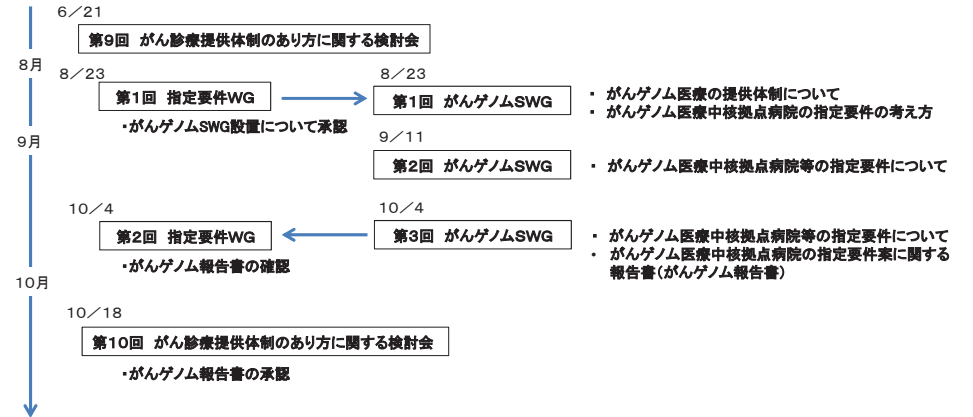 6／21
第9回 がん診療提供体制のあり方に関する検討会
8月
8／23
第1回 指定要件WG
・がんゲノムSWG設置について承認
8／23
第1回 がんゲノムSWG
・ がんゲノム医療の提供体制について
・ がんゲノム医療中核拠点病院の指定要件の考え方
9月
9／11
第2回 がんゲノムSWG
・ がんゲノム医療中核拠点病院等の指定要件について
10／4
第2回 指定要件WG
・がんゲノム報告書の確認
10／4
第3回 がんゲノムSWG
・ がんゲノム医療中核拠点病院等の指定要件について
・ がんゲノム医療中核拠点病院の指定要件案に関する
報告書（がんゲノム報告書）
10月
10／18
第10回 がん診療提供体制のあり方に関する検討会
・がんゲノム報告書の承認